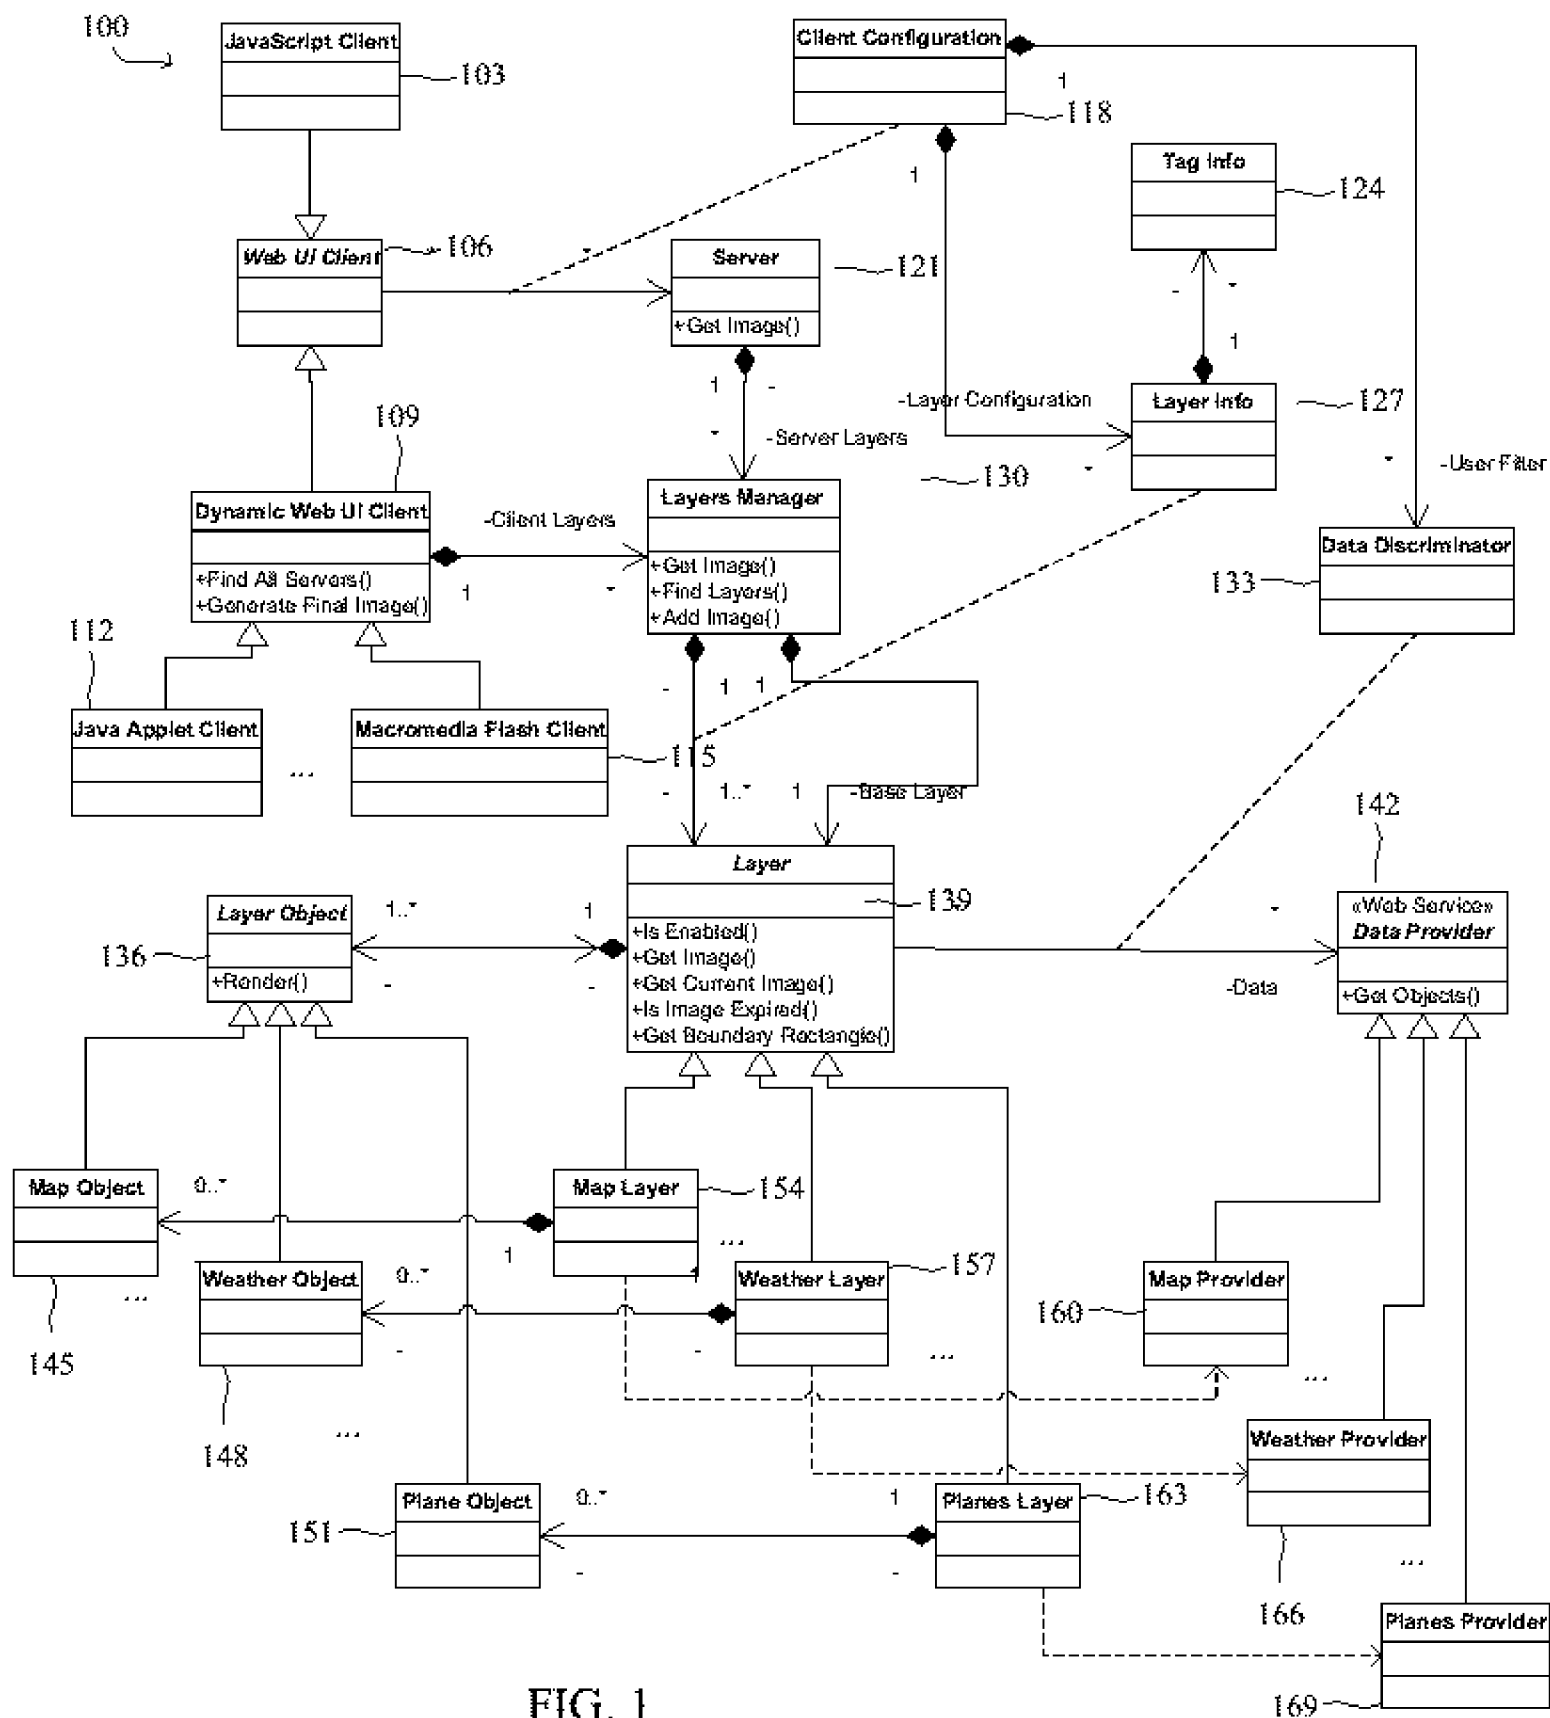 100
JavaScript Client
103
Client Configuration
1
118
1
Tag Info
124
Web UI Client
106
*
Server
121
+Get Image()
-
*
1
1
-
-Layer Configuration
Layer Info
127
109
*
-Server Layers
130
*
*
-User Filter
Dynamic Web UI Client
-Client Layers
Layers Manager
+Find All Servers()
+Generate Final Image()
1
*
+Get Image()
+Find Layers()
+Add Image()
Data Discriminator
133
112
-
1
1
Java Applet Client
...
Macromedia Flash Client
115
-
1..*
1
-Base Layer
142
Layer
139
+Is Enabled()
+Get Image()
+Get Current Image()
+Is Image Expired()
+Get Boundary Rectangle()
Layer Object
136
+Render()
1..*
1
-
-
*
-Data
«Web Service»
Data Provider
+Get Objects()
Map Object
0..*
1
Map Layer
154
...
145
...
Weather Object
0..*
1
Weather Layer
157
-
-
...
148
...
Map Provider
160
...
Weather Provider
166
...
Plane Object
151
0..*
1
-
-
Planes Layer
163
Planes Provider
169
FIG. 1